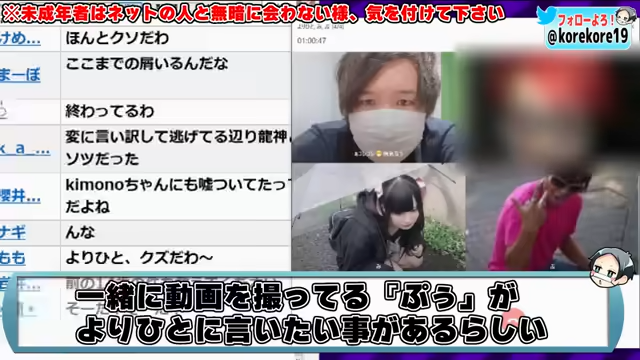 ※未成年者はネットの人と無暗に会わない様、気を付けて下さい
フォローよろ!
@korekore19
けめ...
ほんとクソだわ
まーぼ
ここまでの屑いるんだな
終わってるわ
k_a_...
変に言い訳して逃げてる辺り龍神と
ソツだった
櫻井...
kimonoちゃんにも嘘ついてたって
だよね
ナギ
んな
もも
よりひと、クズだわ〜
01:00:47
一緒に動画を撮ってる『ぷぅ』が
よりひとに言いたい事があるらしい